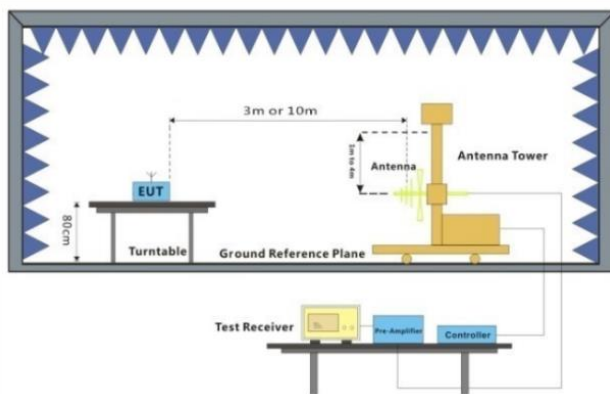 3m or 10m
1m to 4m
Antenna
Antenna Tower
EUT
80cm
Turntable
Ground Reference Plane
Test Receiver
Pre-Amplifier
Controller